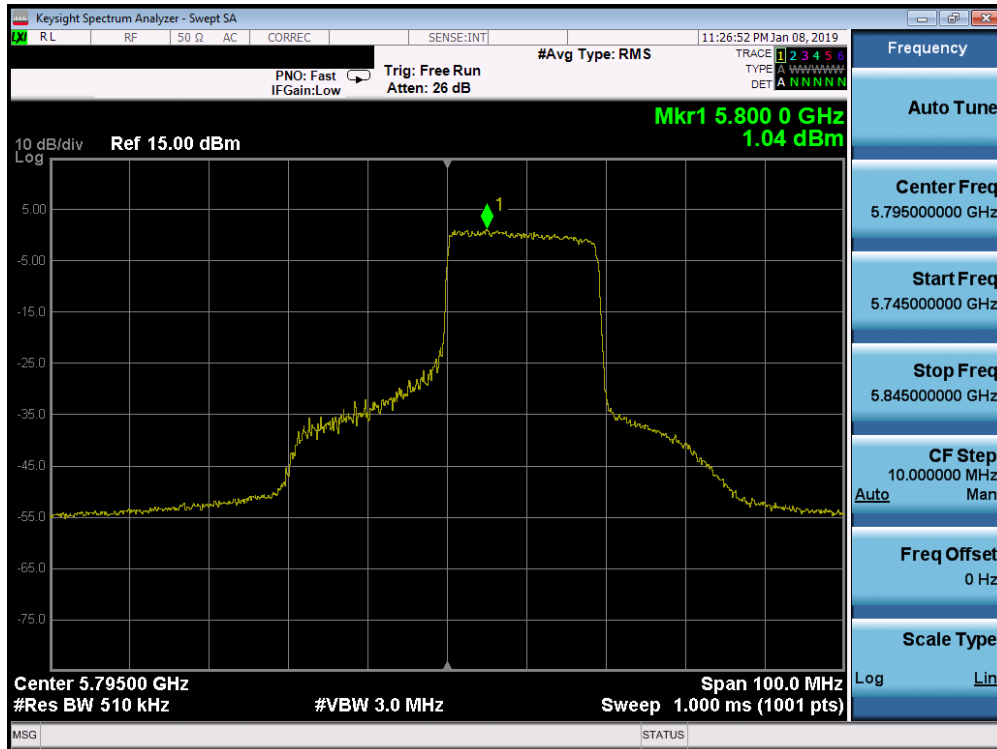 Keysight Spectrum Analyzer - Swept SA
LXI RL RF 50 Ω AC CORREC SENSE:INT 11:26:52 PM Jan 08, 2019
#Avg Type: RMS
TRACE 1 2 3 4 5 6
TYPE A WWWWW
DET A N N N N N
PNO: Fast
IFGain:Low
Trig: Free Run
Atten: 26 dB
Mkr1 5.800 0 GHz
1.04 dBm
10 dB/div
Log
Ref 15.00 dBm
1
5.00
-5.00
-15.0
-25.0
-35.0
-45.0
-55.0
-65.0
-75.0
Center 5.79500 GHz
Span 100.0 MHz
#Res BW 510 kHz
#VBW 3.0 MHz
Sweep 1.000 ms (1001 pts)
MSG
STATUS
Frequency
Auto Tune
Center Freq
5.795000000 GHz
Start Freq
5.745000000 GHz
Stop Freq
5.845000000 GHz
CF Step
10.000000 MHz
Auto Man
Freq Offset
0 Hz
Scale Type
Log Lin